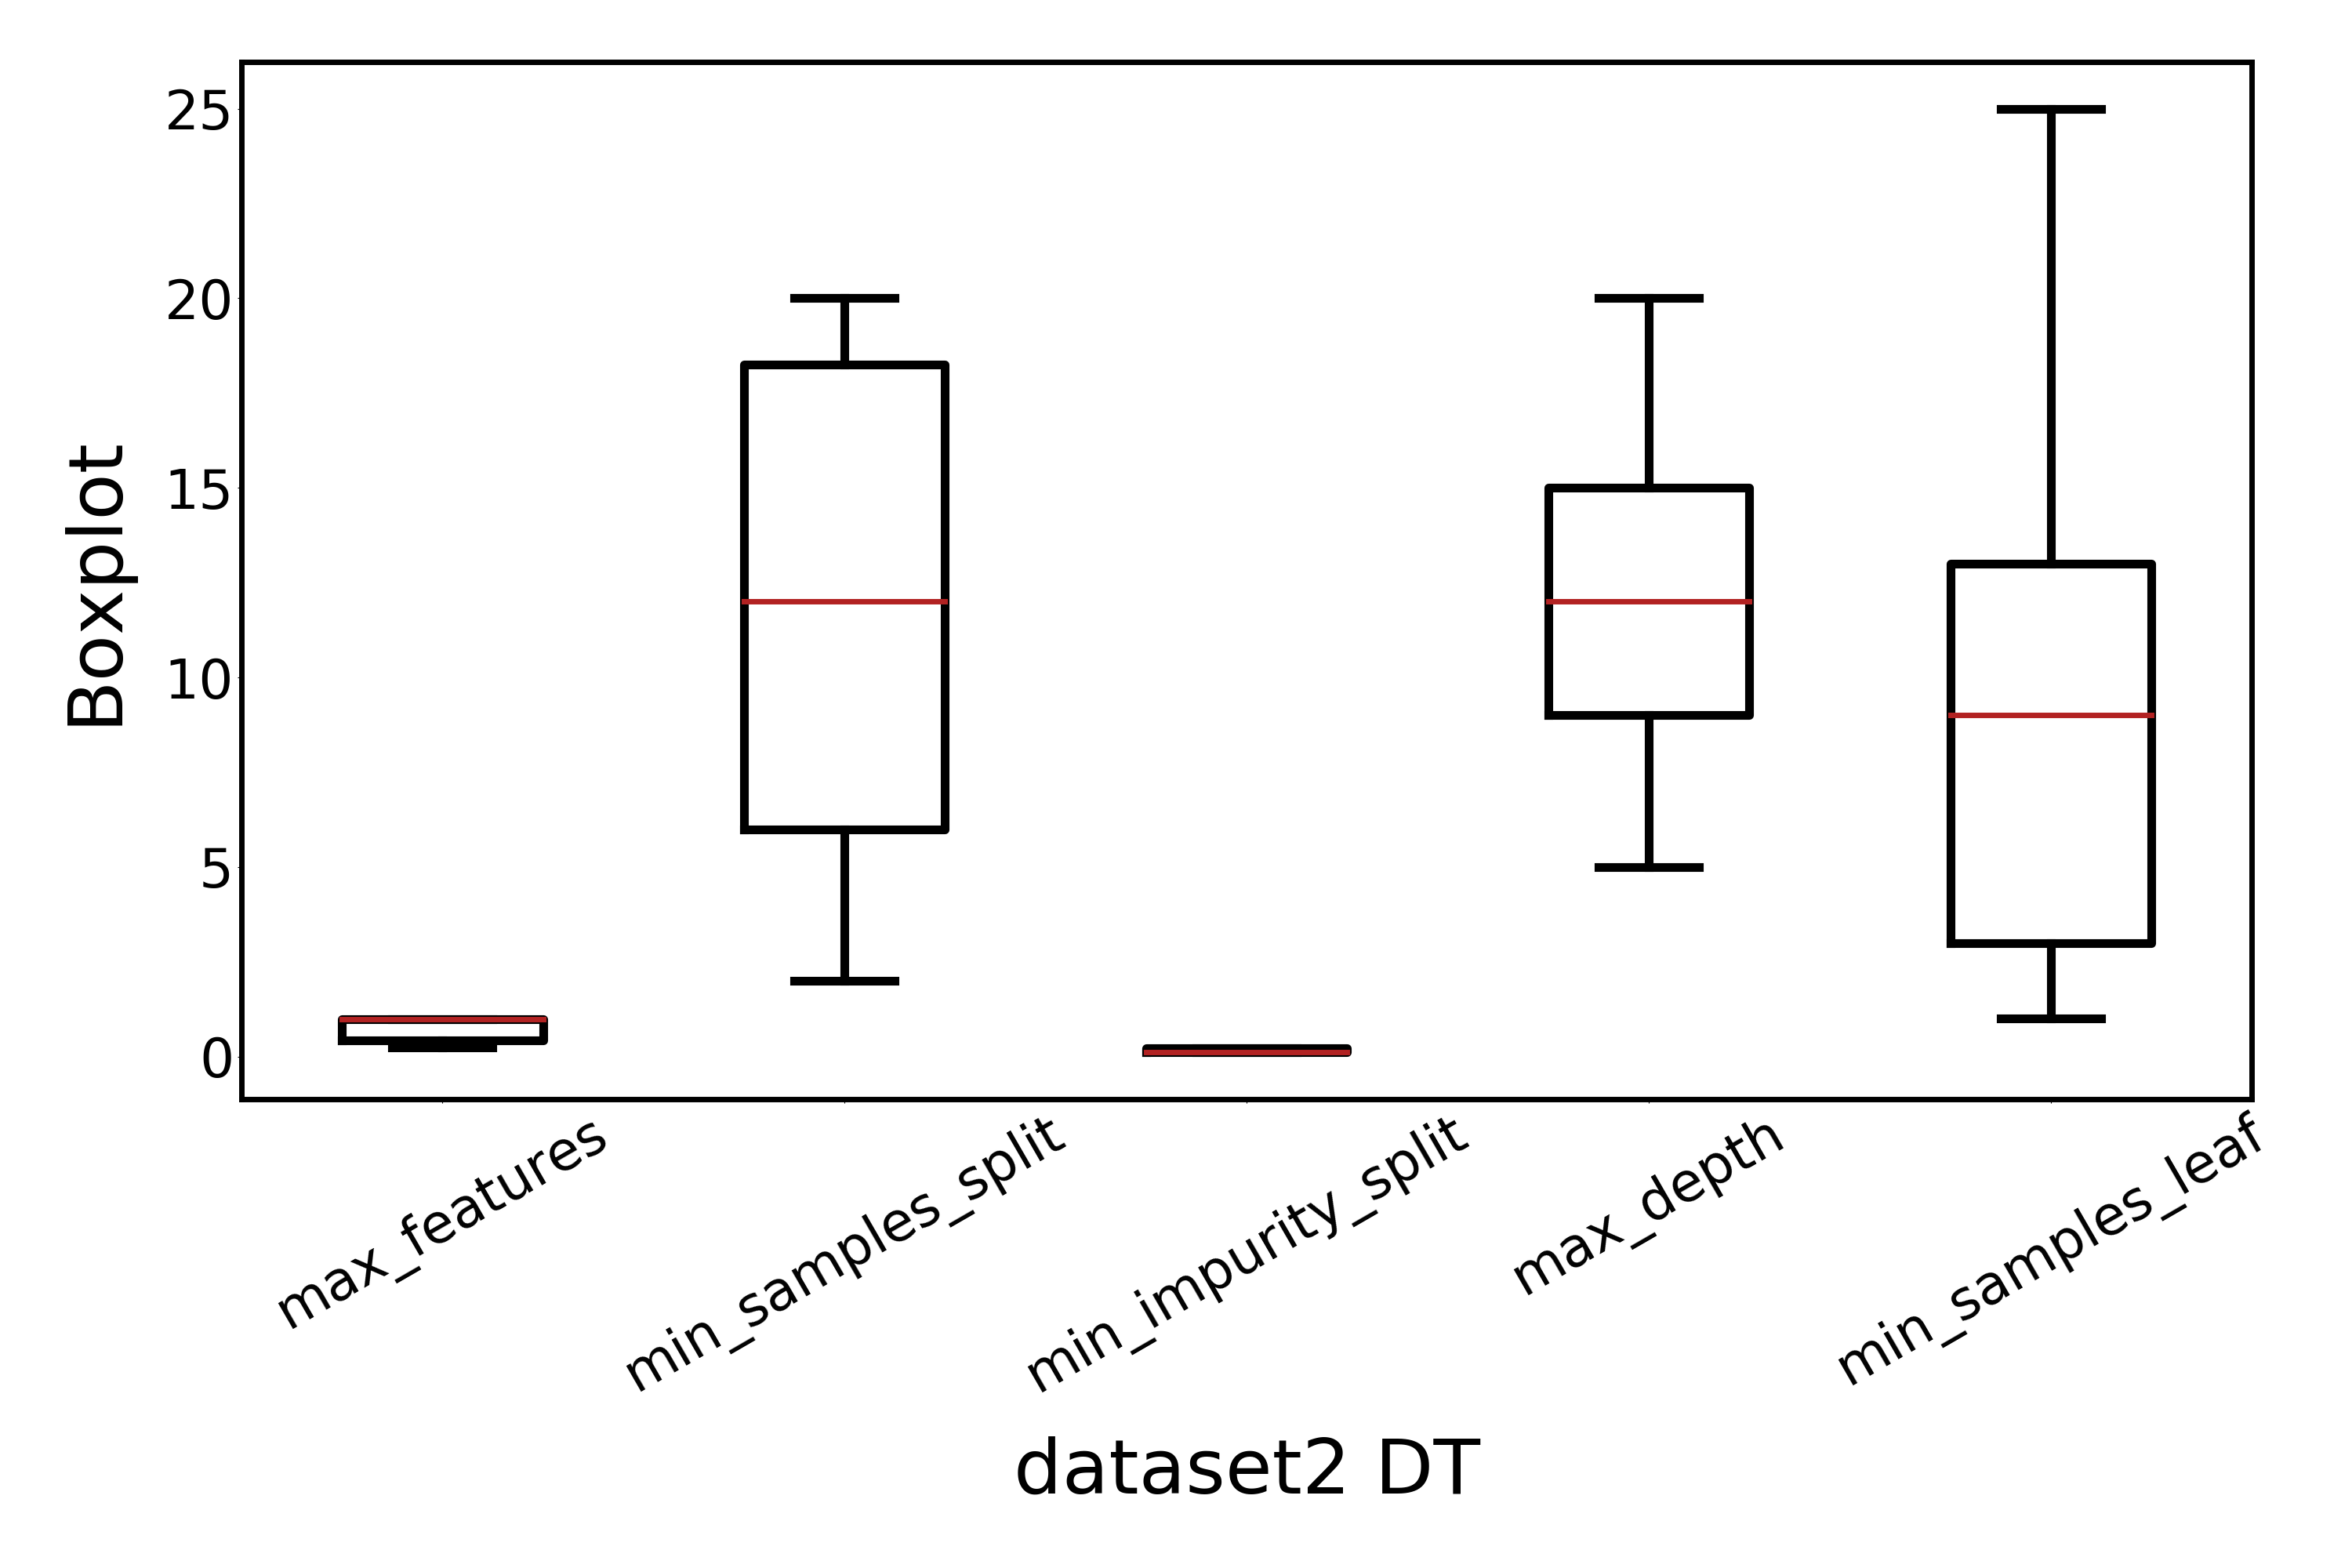 Boxplot
25
20
15
10
5
0
max_features
min_samples_split
min_impurity_split
max_depth
min_samples_leaf
dataset2 DT